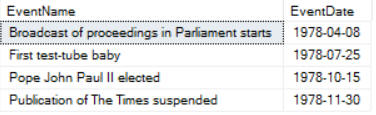 EventName EventDate
Broadcast of proceedings in Parliament starts 1978-04-08
First test-tube baby 1978-07-25
Pope John Paul II elected 1978-10-15
Publication of The Times suspended 1978-11-30